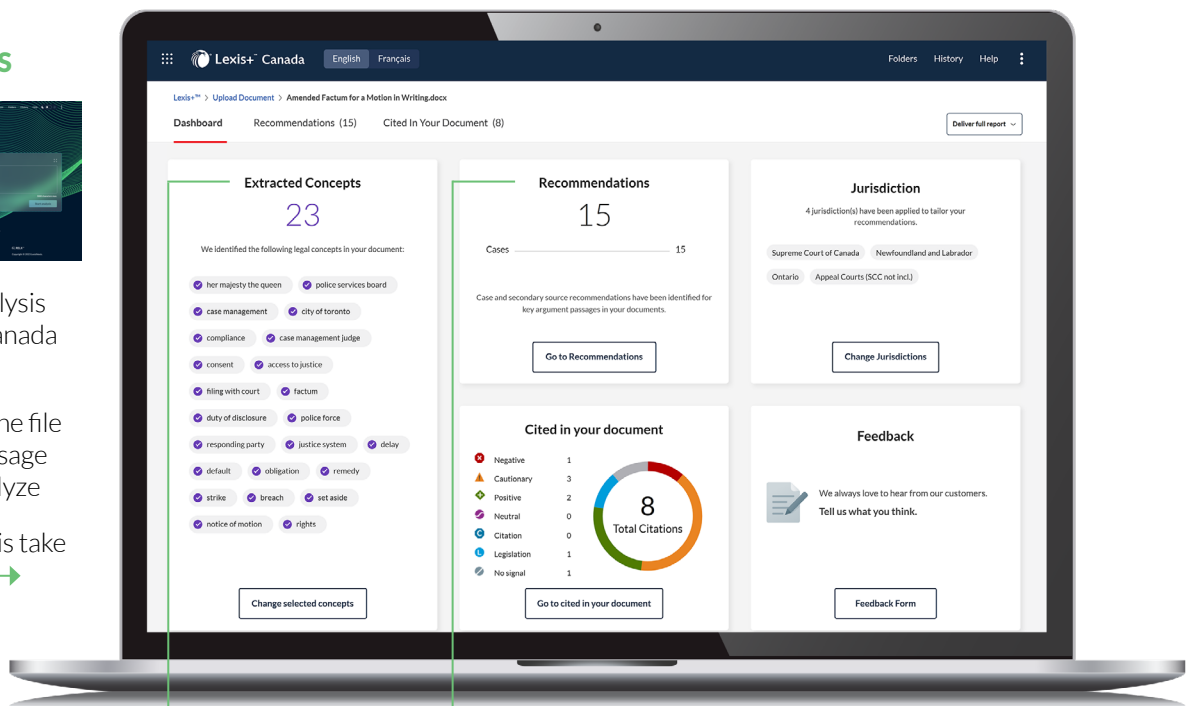 s
lysis
anada
he file
sage
lyze
is take
Lexis+™ Canada English Français Folders History Help
Lexis+™ > Upload Document > Amended Factum for a Motion in Writing.docx
Dashboard Recommendations (15) Cited In Your Document (8) Deliver full report
Extracted Concepts
23
We identified the following legal concepts in your document:
her majesty the queen police services board
case management city of toronto
compliance case management judge
consent access to justice
filing with court factum
duty of disclosure police force
responding party justice system delay
default obligation remedy
strike breach set aside
notice of motion rights
Change selected concepts
Recommendations
15
Cases 15
Case and secondary source recommendations have been identified for
key argument passages in your documents.
Go to Recommendations
Jurisdiction
4 jurisdiction(s) have been applied to tailor your
recommendations.
Supreme Court of Canada Newfoundland and Labrador
Ontario Appeal Courts (SCC not incl.)
Change Jurisdictions
Cited in your document
Negative 1
Cautionary 3
Positive 2
Neutral 0
C Citation 0
L Legislation 1
No signal 1
8
Total Citations
Go to cited in your document
Feedback
We always love to hear from our customers.
Tell us what you think.
Feedback Form